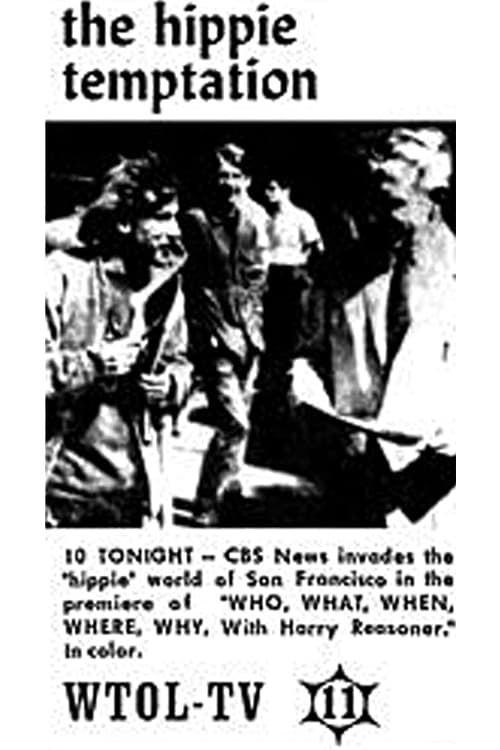 the hippie
temptation
10 TONIGHT – CBS News invades the
"hippie" world of San Francisco in the
premiere of "WHO, WHAT, WHEN,
WHERE, WHY, With Harry Reasoner."
In color.
WTOL-TV 11